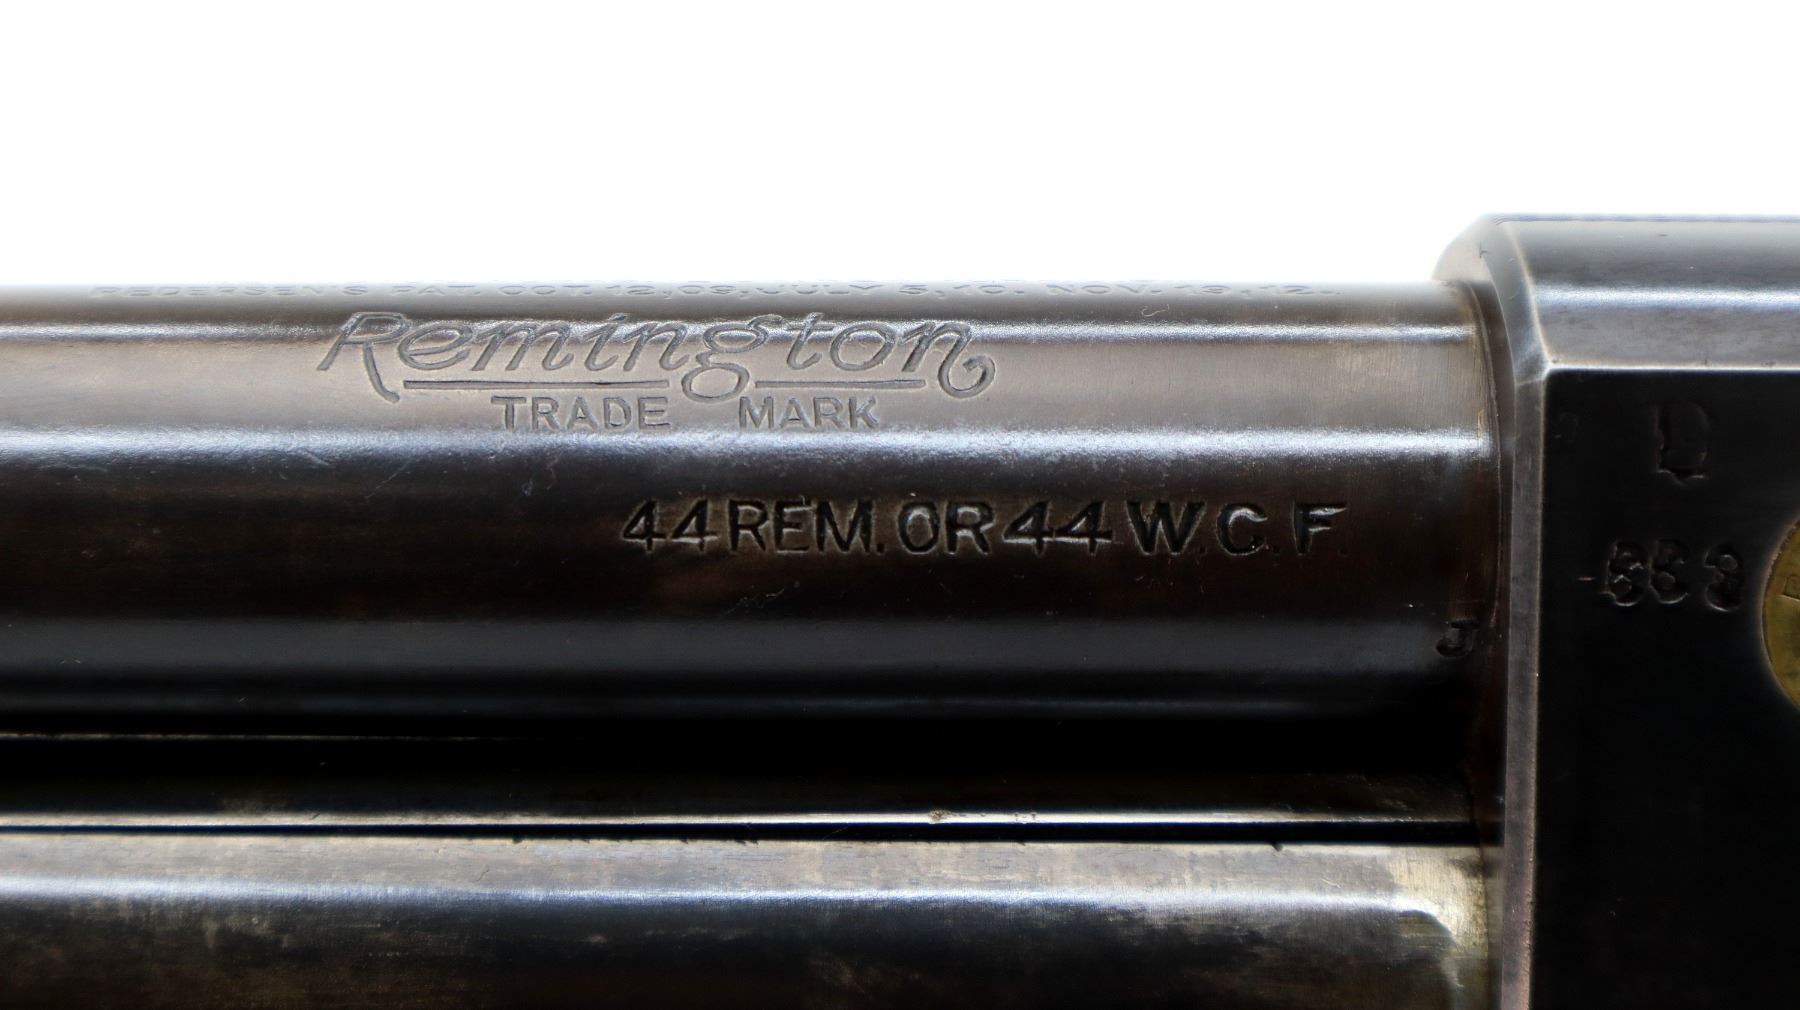 PEDERSEN'S PAT. OCT.12,09,JULY 5,10. NOV. 19,12.
Remington
TRADE MARK
44 REM. OR 44 W.C.F.
J